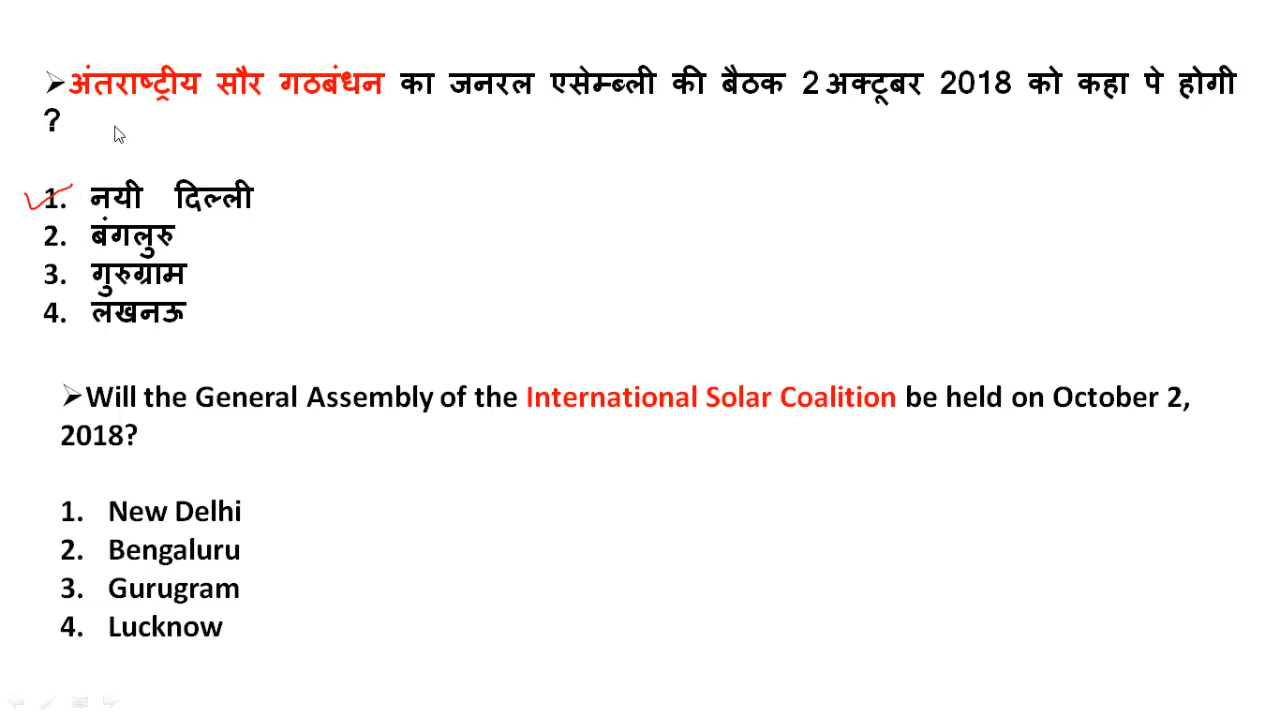 ➢अंतराष्ट्रीय सौर गठबंधन का जनरल एसेम्ब्ली की बैठक 2 अक्टूबर 2018 को कहा पे होगी
?
1. नयी दिल्ली
2. बंगलुरु
3. गुरुग्राम
4. लखनऊ
➢Will the General Assembly of the International Solar Coalition be held on October 2,
2018?
1. New Delhi
2. Bengaluru
3. Gurugram
4. Lucknow